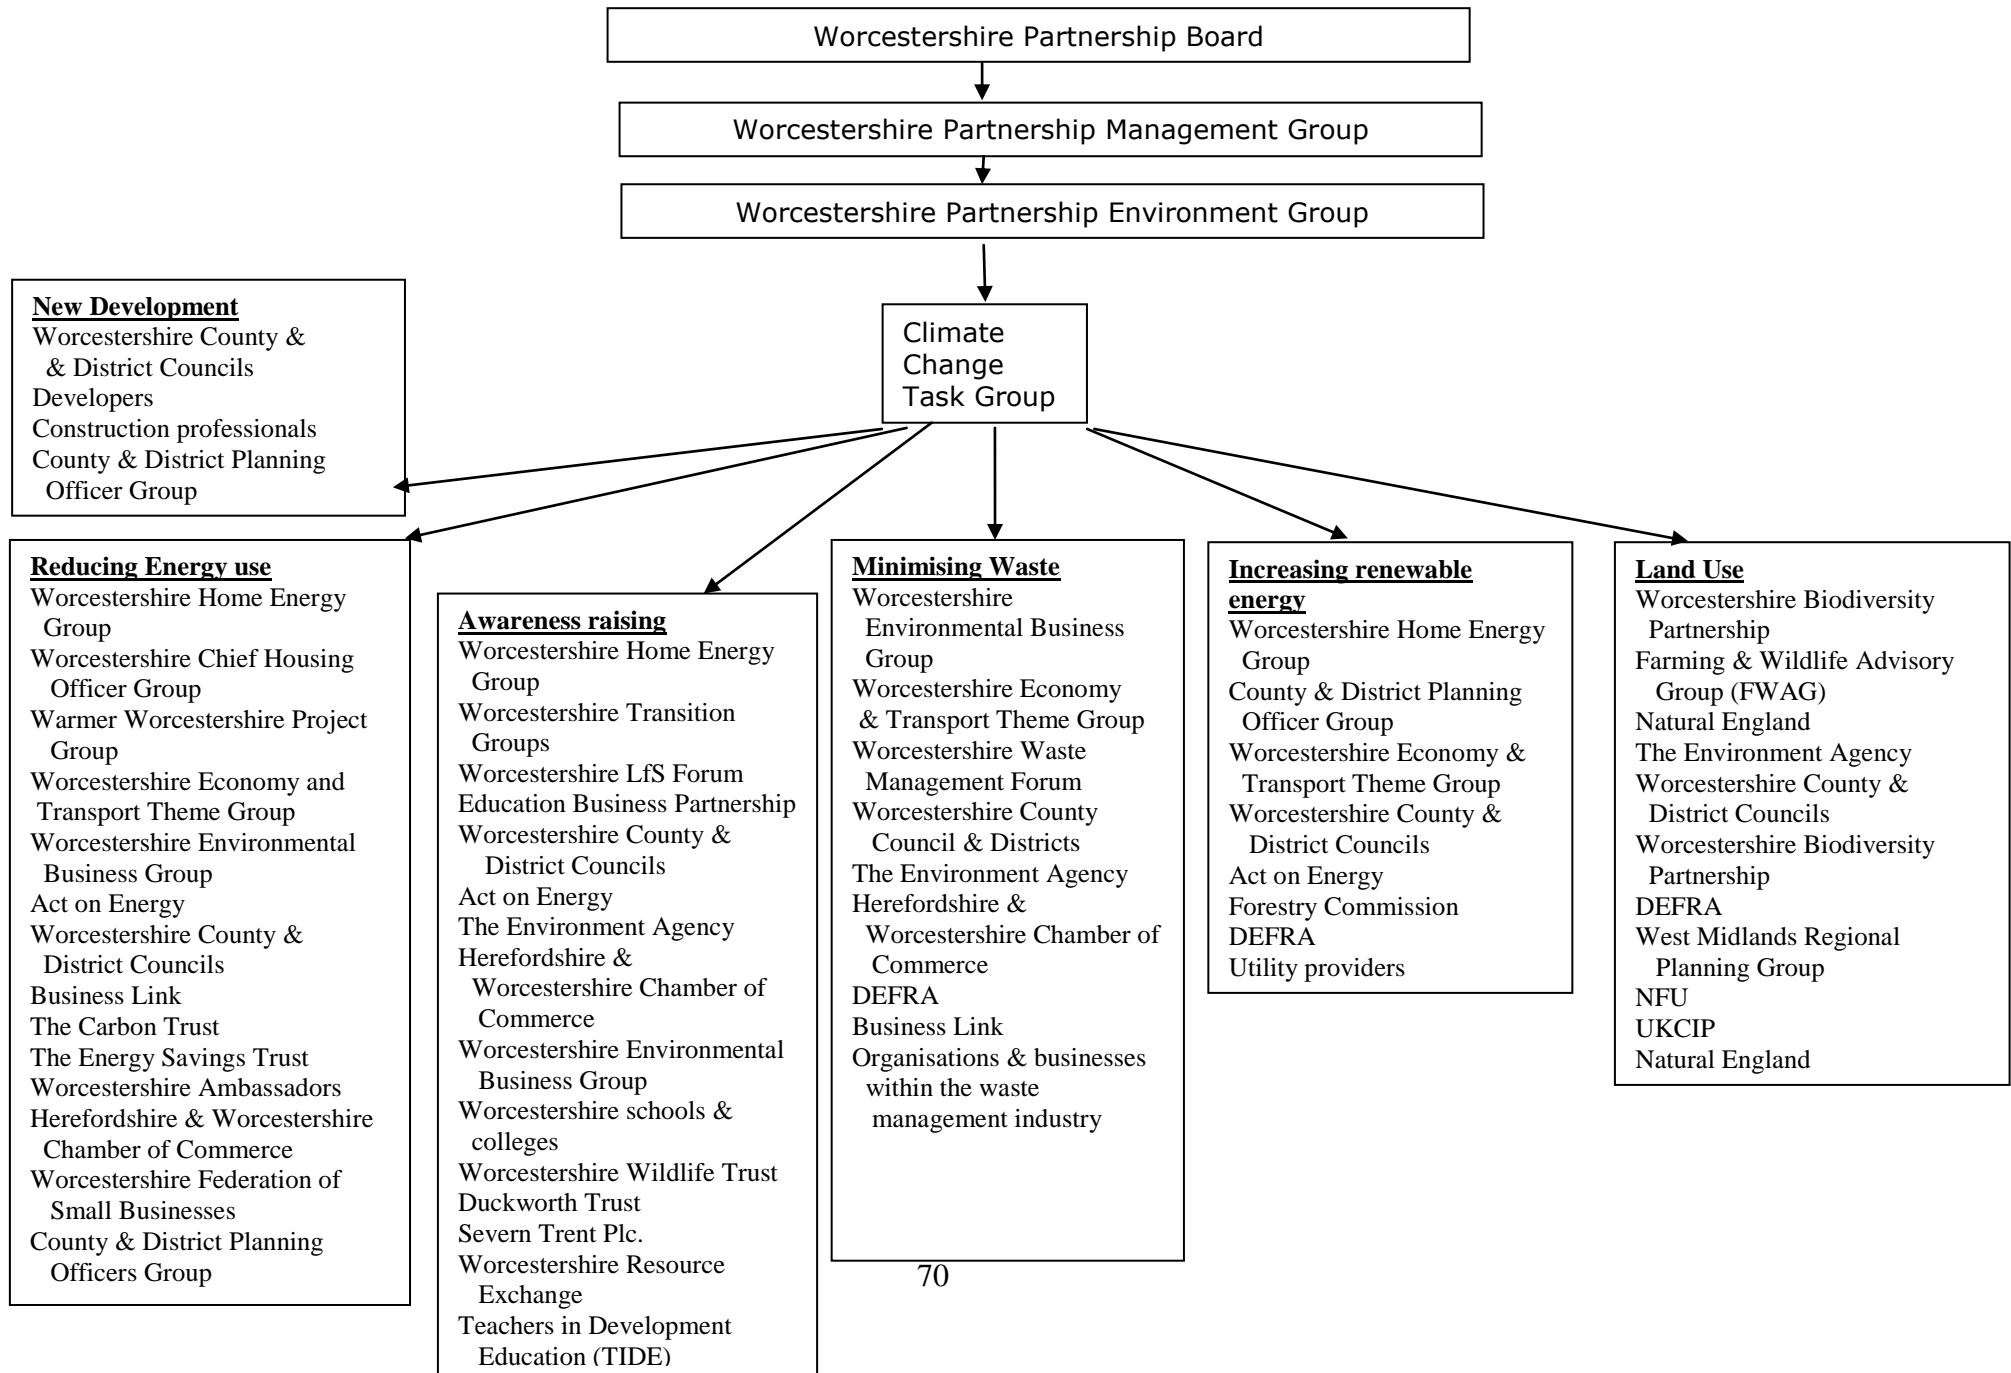 Worcestershire Partnership Board
Worcestershire Partnership Management Group
Worcestershire Partnership Environment Group
Climate
Change
Task Group
New Development
Worcestershire County &
& District Councils
Developers
Construction professionals
County & District Planning
Officer Group
Reducing Energy use
Worcestershire Home Energy
Group
Worcestershire Chief Housing
Officer Group
Warmer Worcestershire Project
Group
Worcestershire Economy and
Transport Theme Group
Worcestershire Environmental
Business Group
Act on Energy
Worcestershire County &
District Councils
Business Link
The Carbon Trust
The Energy Savings Trust
Worcestershire Ambassadors
Herefordshire & Worcestershire
Chamber of Commerce
Worcestershire Federation of
Small Businesses
County & District Planning
Officers Group
Awareness raising
Worcestershire Home Energy
Group
Worcestershire Transition
Groups
Worcestershire LfS Forum
Education Business Partnership
Worcestershire County &
District Councils
Act on Energy
The Environment Agency
Herefordshire &
Worcestershire Chamber of
Commerce
Worcestershire Environmental
Business Group
Worcestershire schools &
colleges
Worcestershire Wildlife Trust
Duckworth Trust
Severn Trent Plc.
Worcestershire Resource
Exchange
Teachers in Development
Education (TIDE)
Minimising Waste
Worcestershire
Environmental Business
Group
Worcestershire Economy
& Transport Theme Group
Worcestershire Waste
Management Forum
Worcestershire County
Council & Districts
The Environment Agency
Herefordshire &
Worcestershire Chamber of
Commerce
DEFRA
Business Link
Organisations & businesses
within the waste
management industry
Increasing renewable
energy
Worcestershire Home Energy
Group
County & District Planning
Officer Group
Worcestershire Economy &
Transport Theme Group
Worcestershire County &
District Councils
Act on Energy
Forestry Commission
DEFRA
Utility providers
Land Use
Worcestershire Biodiversity
Partnership
Farming & Wildlife Advisory
Group (FWAG)
Natural England
The Environment Agency
Worcestershire County &
District Councils
Worcestershire Biodiversity
Partnership
DEFRA
West Midlands Regional
Planning Group
NFU
UKCIP
Natural England
70